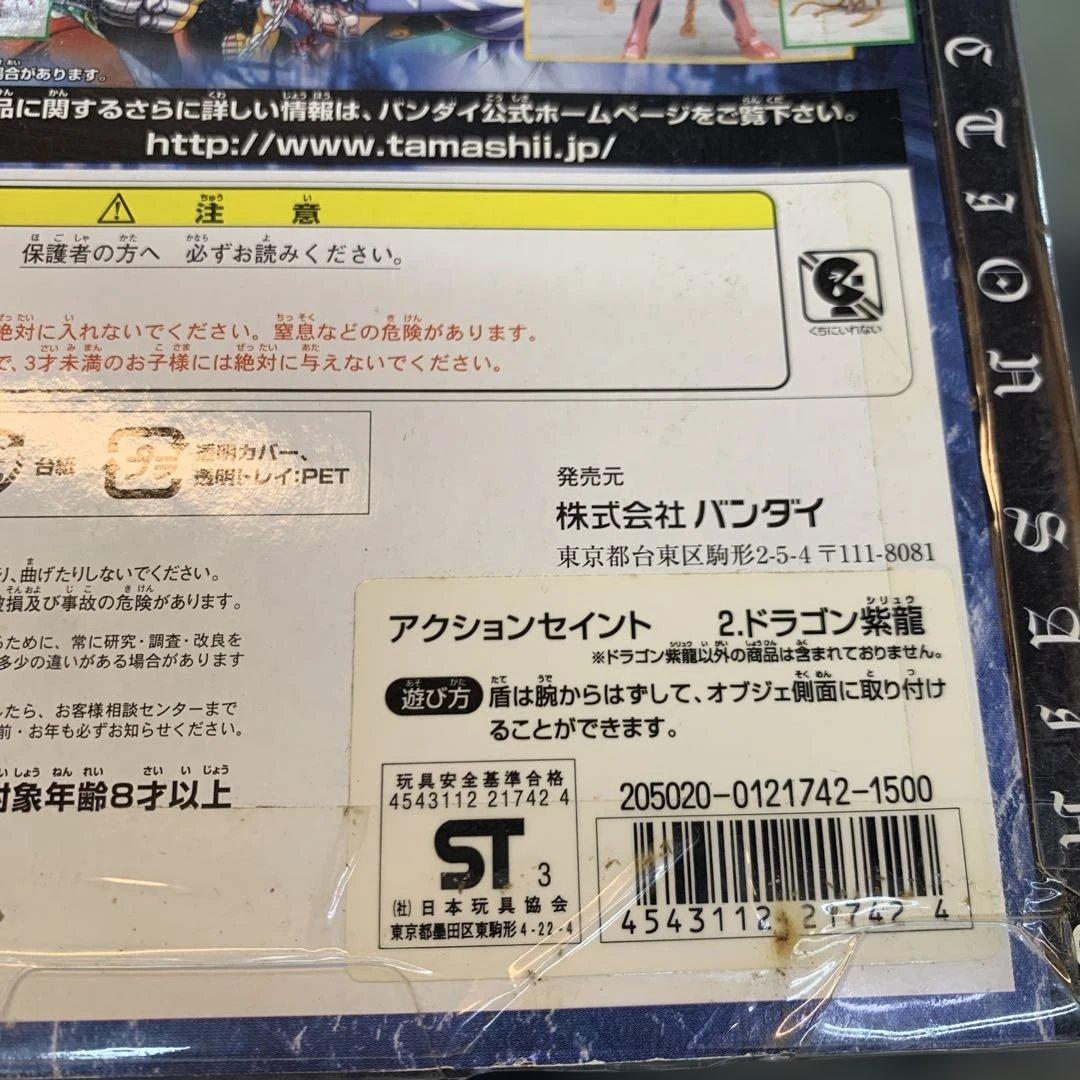 場合があります。
品に関するさらに詳しい情報は、バンダイ公式ホームページをご覧下さい。
http://www.tamashii.jp/
注意
保護者の方へ 必ずお読みください。
絶対に入れないでください。窒息などの危険があります。
で、3才未満のお子様には絶対に与えないでください。
くちにいれない
台紙
プラ
透明カバー、
透明トレイ:PET
発売元
株式会社 バンダイ
東京都台東区駒形2-5-4 〒111-8081
り、曲げたりしないでください。
破損及び事故の危険があります。
るために、常に研究・調査・改良を
多少の違いがある場合があります
したら、お客様相談センターまで
前・お年も必ずお知らせください。
対象年齢8才以上
アクションセイント 2.ドラゴン紫龍
※ドラゴン紫龍以外の商品は含まれておりません。
遊び方 盾は腕からはずして、オブジェ側面に取り付け
ることができます。
玩具安全基準合格
4543112 21742 4
ST 3
(社)日本玩具協会
東京都墨田区東駒形4-22-4
205020-0121742-1500
4543112 21742 4